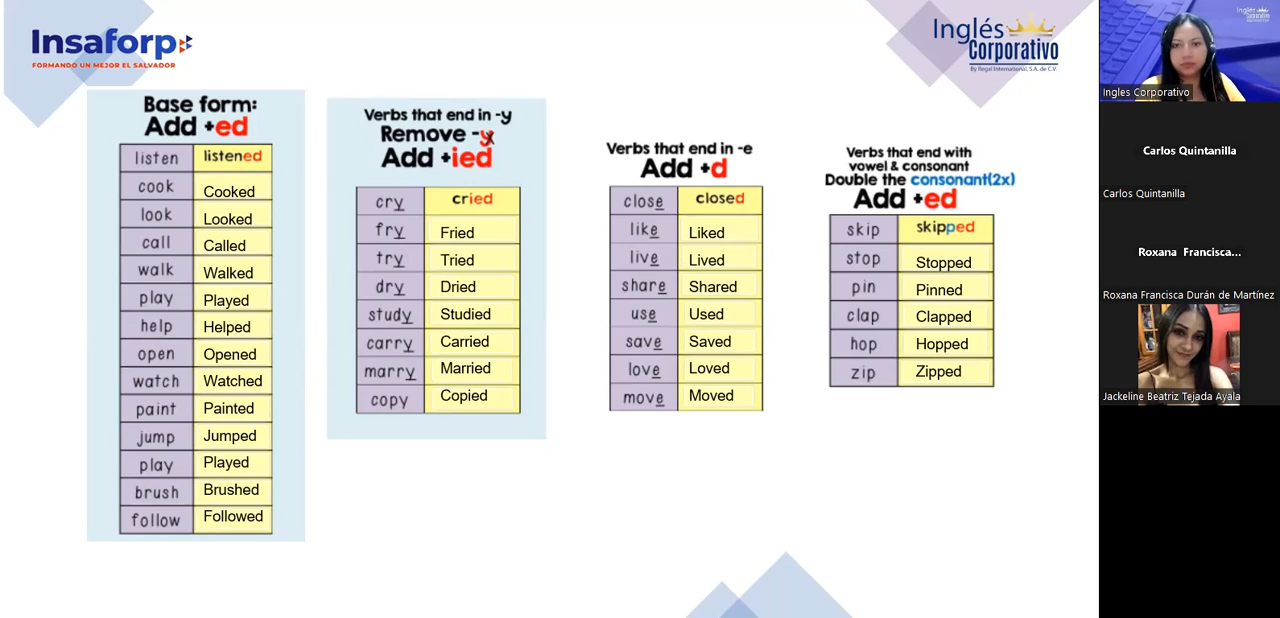 Insaforp
FORMANDO UN MEJOR EL SALVADOR
Inglés
Corporativo
By Regal International, S.A. de C.V.
Base form:
Add +ed
listen listened
cook Cooked
look Looked
call Called
walk Walked
play Played
help Helped
open Opened
watch Watched
paint Painted
jump Jumped
play Played
brush Brushed
follow Followed
Verbs that end in -y
Remove -y
Add +ied
cry cried
fry Fried
try Tried
dry Dried
study Studied
carry Carried
marry Married
copy Copied
Verbs that end in -e
Add +d
close closed
like Liked
live Lived
share Shared
use Used
save Saved
love Loved
move Moved
Verbs that end with
vowel & consonant
Double the consonant(2x)
Add +ed
skip skipped
stop Stopped
pin Pinned
clap Clapped
hop Hopped
zip Zipped
Inglés
Ingles Corporativo
Carlos Quintanilla
Carlos Quintanilla
Roxana Francisca...
Roxana Francisca Durán de Martínez
Jackeline Beatriz Tejada Ayala